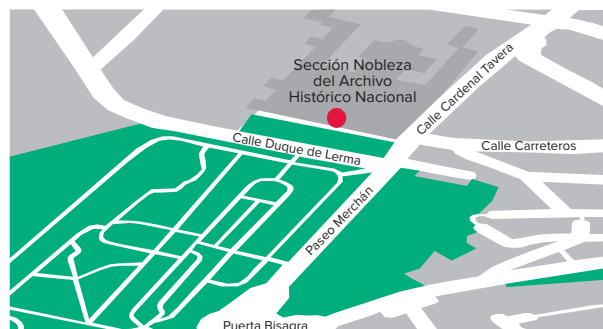 Sección Nobleza
del Archivo
Histórico Nacional
Calle Cardenal Tavera
Calle Duque de Lerma
Calle Carreteros
Paseo Merchán
Puerta Bisagra